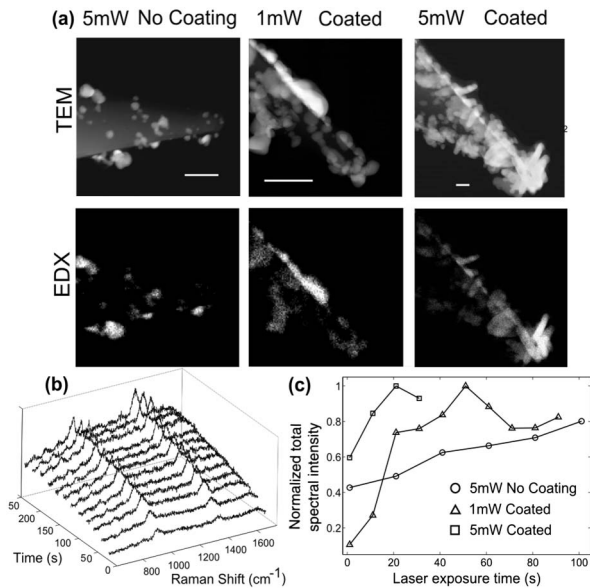 (a) 5mW No Coating 1mW Coated 5mW Coated
TEM
2
EDX
(b)
50
200
150
100
50
0
Time (s)
800 1000 1200 1400 1600
Raman Shift (cm⁻¹)
(c)
1
0.8
0.6
0.4
0.2
Normalized total
spectral intensity
5mW No Coating
1mW Coated
5mW Coated
0 20 40 60 80 100
Laser exposure time (s)